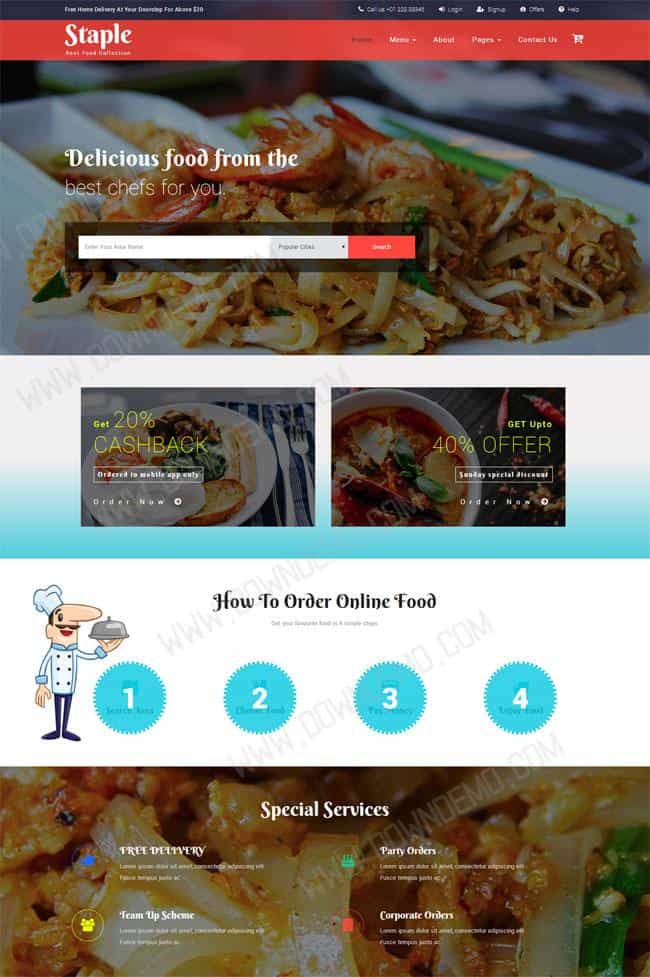 Free Home Delivery At Your Doorstep For Above $30
Call us +01 222 33345
Login
Signup
Offers
Help
Staple
Best Food Collection
Home
Menu
About
Pages
Contact Us
Delicious food from the
best chefs for you.
Enter Your Area Name
Popular Cities
Search
Get 20%
CASHBACK
Ordered in mobile app only
Order Now
GET Upto
40% OFFER
Sunday special discount
Order Now
How To Order Online Food
Get your favourite food in 4 simple steps
1
Search Area
2
Choose Food
3
Pay Money
4
Enjoy Food
Special Services
FREE DELIVERY
Lorem ipsum dolor sit amet, consectetur adipiscing elit.
Fusce tempus justo ac
Party Orders
Lorem ipsum dolor sit amet, consectetur adipiscing elit.
Fusce tempus justo ac
Team Up Scheme
Lorem ipsum dolor sit amet, consectetur adipiscing elit.
Fusce tempus justo ac
Corporate Orders
Lorem ipsum dolor sit amet, consectetur adipiscing elit.
Fusce tempus justo ac
WWW.DOWNDEMO.COM
WWW.DOWNDEMO.COM